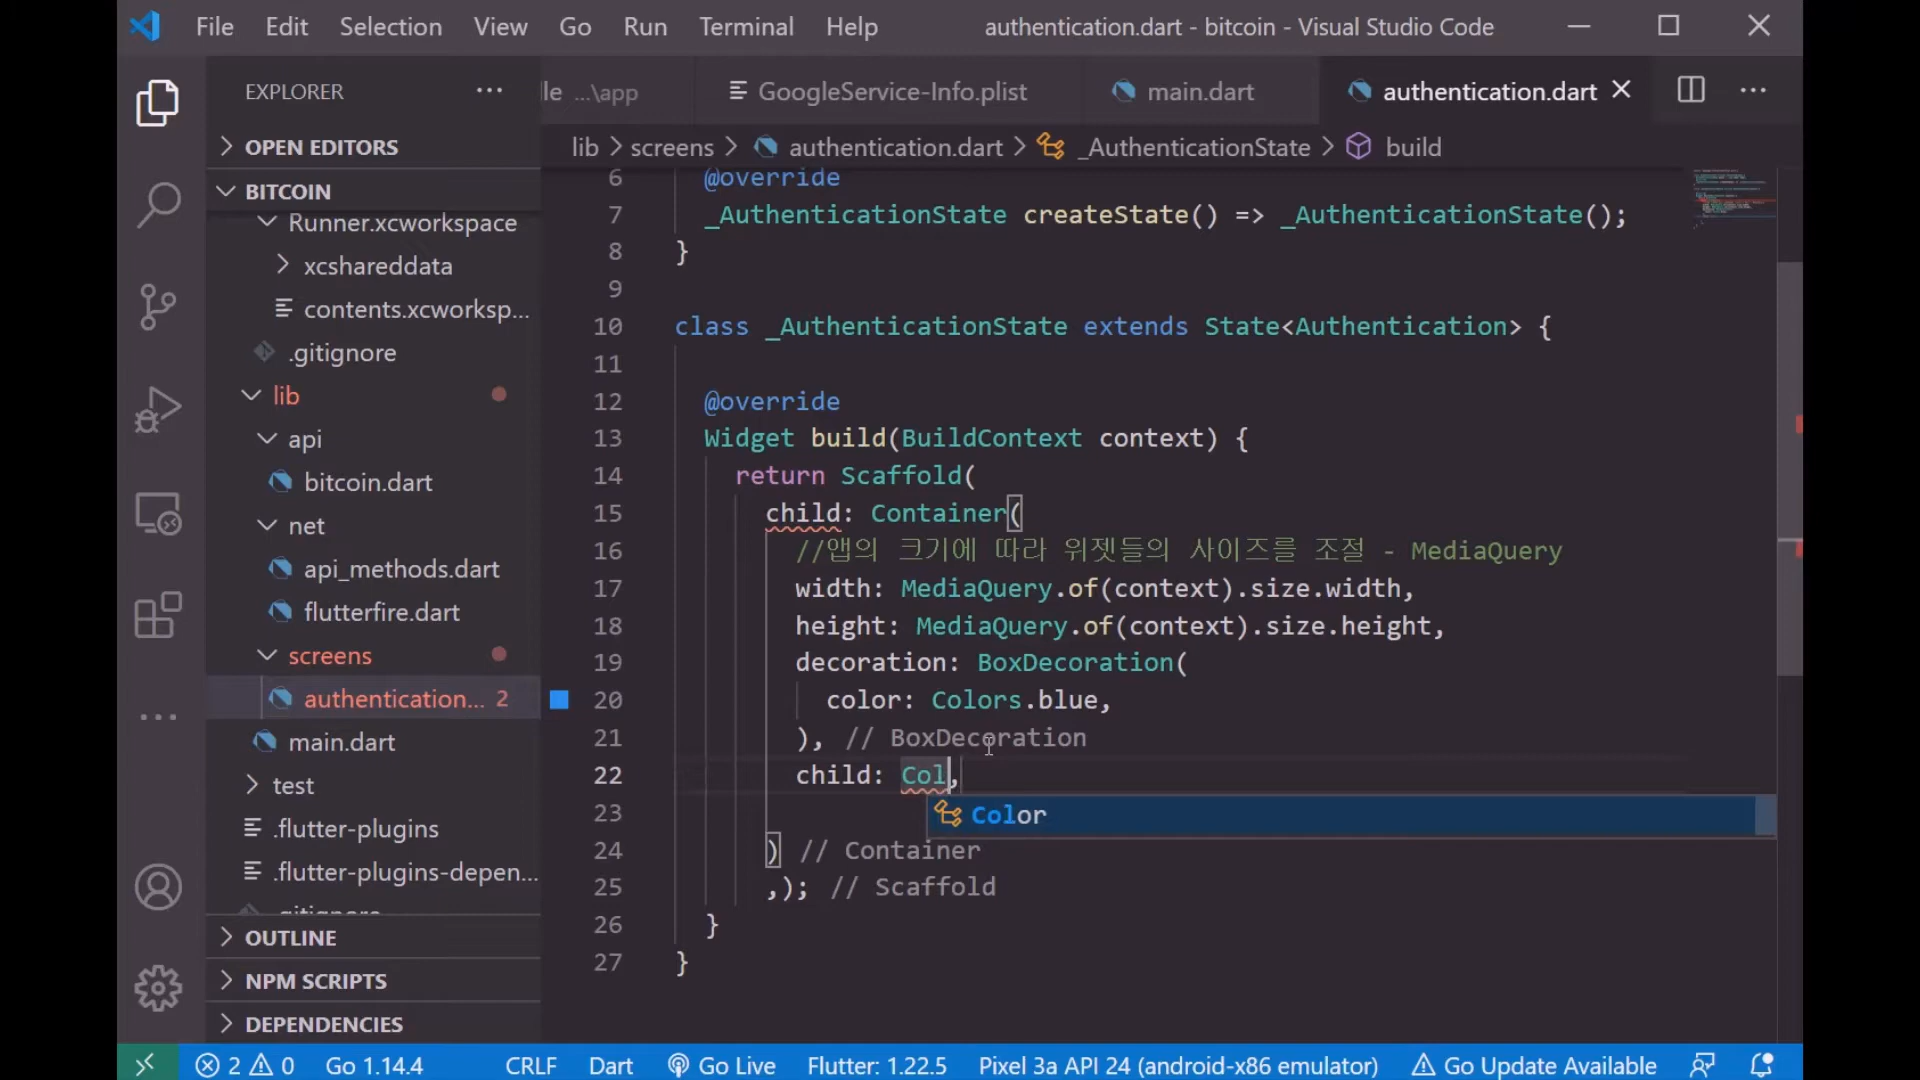 File Edit Selection View Go Run Terminal Help authentication.dart - bitcoin - Visual Studio Code
EXPLORER
le ...\app GoogleService-Info.plist main.dart authentication.dart
OPEN EDITORS
lib > screens > authentication.dart > _AuthenticationState > build
BITCOIN
Runner.xcworkspace
xcshareddata
contents.xcworksp...
.gitignore
lib
api
bitcoin.dart
net
api_methods.dart
flutterfire.dart
screens
authentication... 2
main.dart
test
.flutter-plugins
.flutter-plugins-depen...
.gitignore
OUTLINE
NPM SCRIPTS
DEPENDENCIES
6 @override
7 _AuthenticationState createState() => _AuthenticationState();
8 }
9
10 class _AuthenticationState extends State<Authentication> {
11
12 @override
13 Widget build(BuildContext context) {
14 return Scaffold(
15 child: Container(
16 //앱의 크기에 따라 위젯들의 사이즈를 조절 - MediaQuery
17 width: MediaQuery.of(context).size.width,
18 height: MediaQuery.of(context).size.height,
19 decoration: BoxDecoration(
20 color: Colors.blue,
21 ), // BoxDecoration
22 child: Col,
23 Color
24 ) // Container
25 ,); // Scaffold
26 }
27 }
2 0 Go 1.14.4 CRLF Dart Go Live Flutter: 1.22.5 Pixel 3a API 24 (android-x86 emulator) Go Update Available